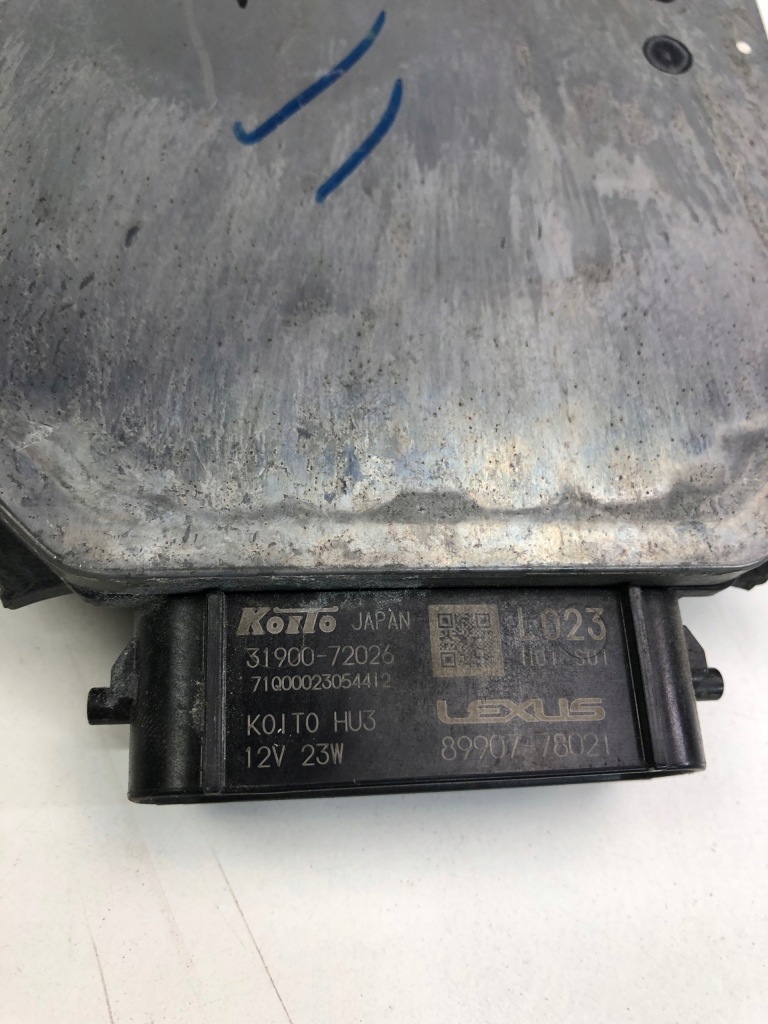 KoiTo JAPAN
31900-72026
71Q00023054412
KOITO HU3
12V 23W
L023
LEXUS
89907-78021